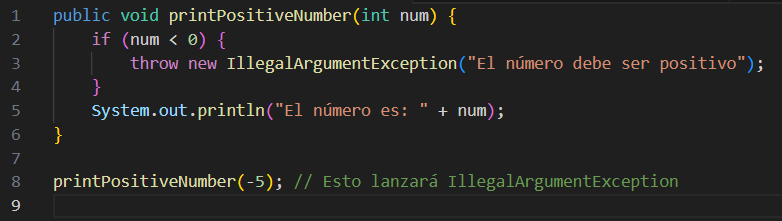 1 public void printPositiveNumber(int num) {
2 if (num < 0) {
3 throw new IllegalArgumentException("El número debe ser positivo");
4 }
5 System.out.println("El número es: " + num);
6 }
7
8 printPositiveNumber(-5); // Esto lanzará IllegalArgumentException
9